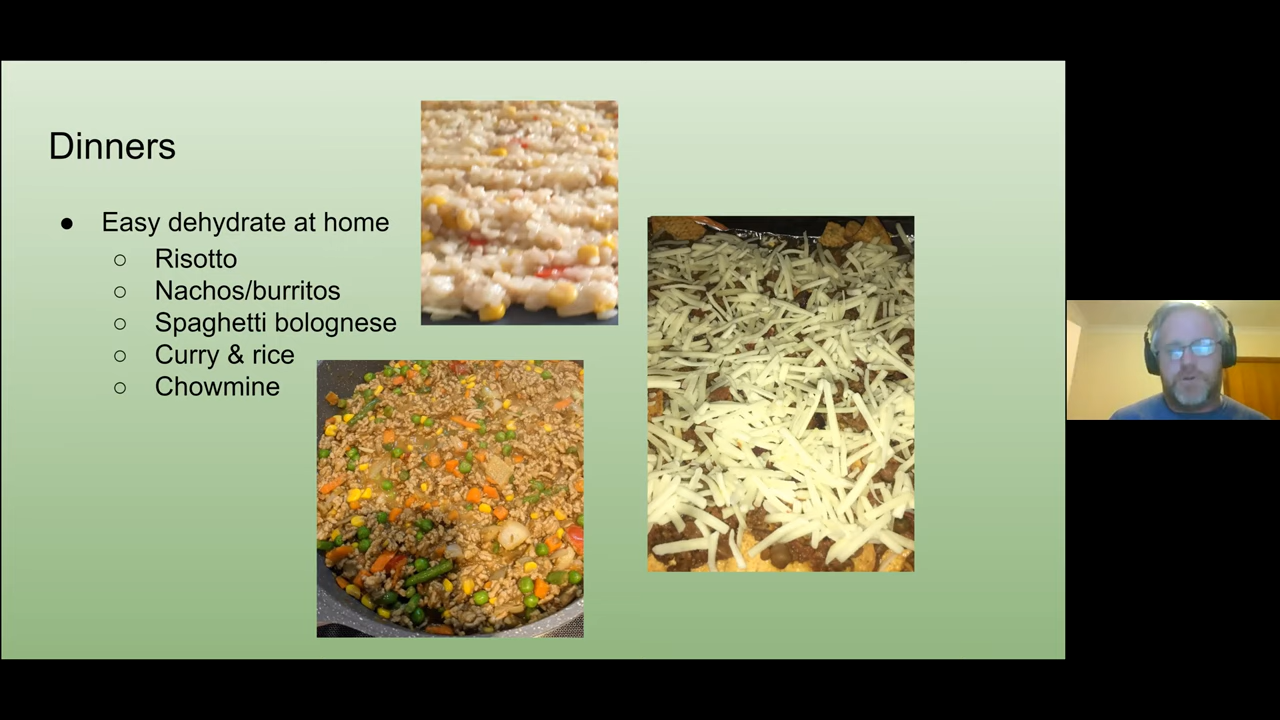 Dinners
● Easy dehydrate at home
○ Risotto
○ Nachos/burritos
○ Spaghetti bolognese
○ Curry & rice
○ Chowmine